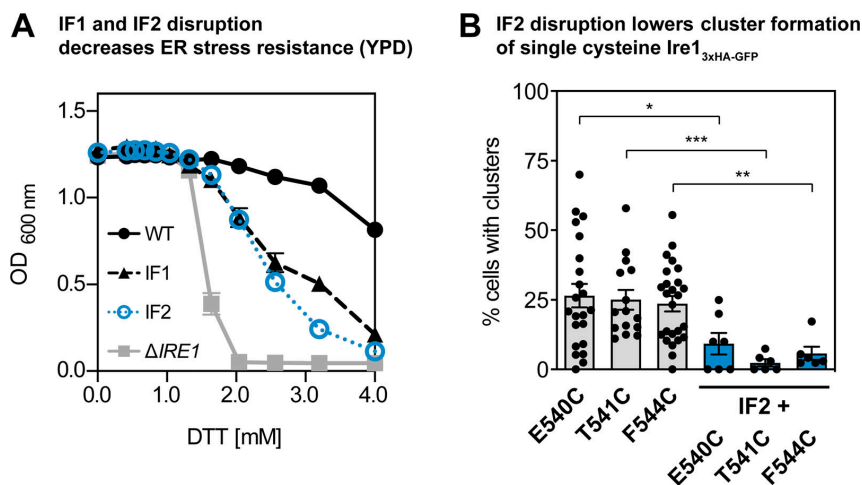 A
IF1 and IF2 disruption
decreases ER stress resistance (YPD)
OD 600 nm
1.5
1.0
0.5
0.0
WT
IF1
IF2
ΔIRE1
0.0
1.0
2.0
3.0
4.0
DTT [mM]
B
IF2 disruption lowers cluster formation
of single cysteine Ire1 3xHA-GFP
% cells with clusters
100
75
50
25
0
*
***
**
E540C
T541C
F544C
IF2 +
E540C
T541C
F544C